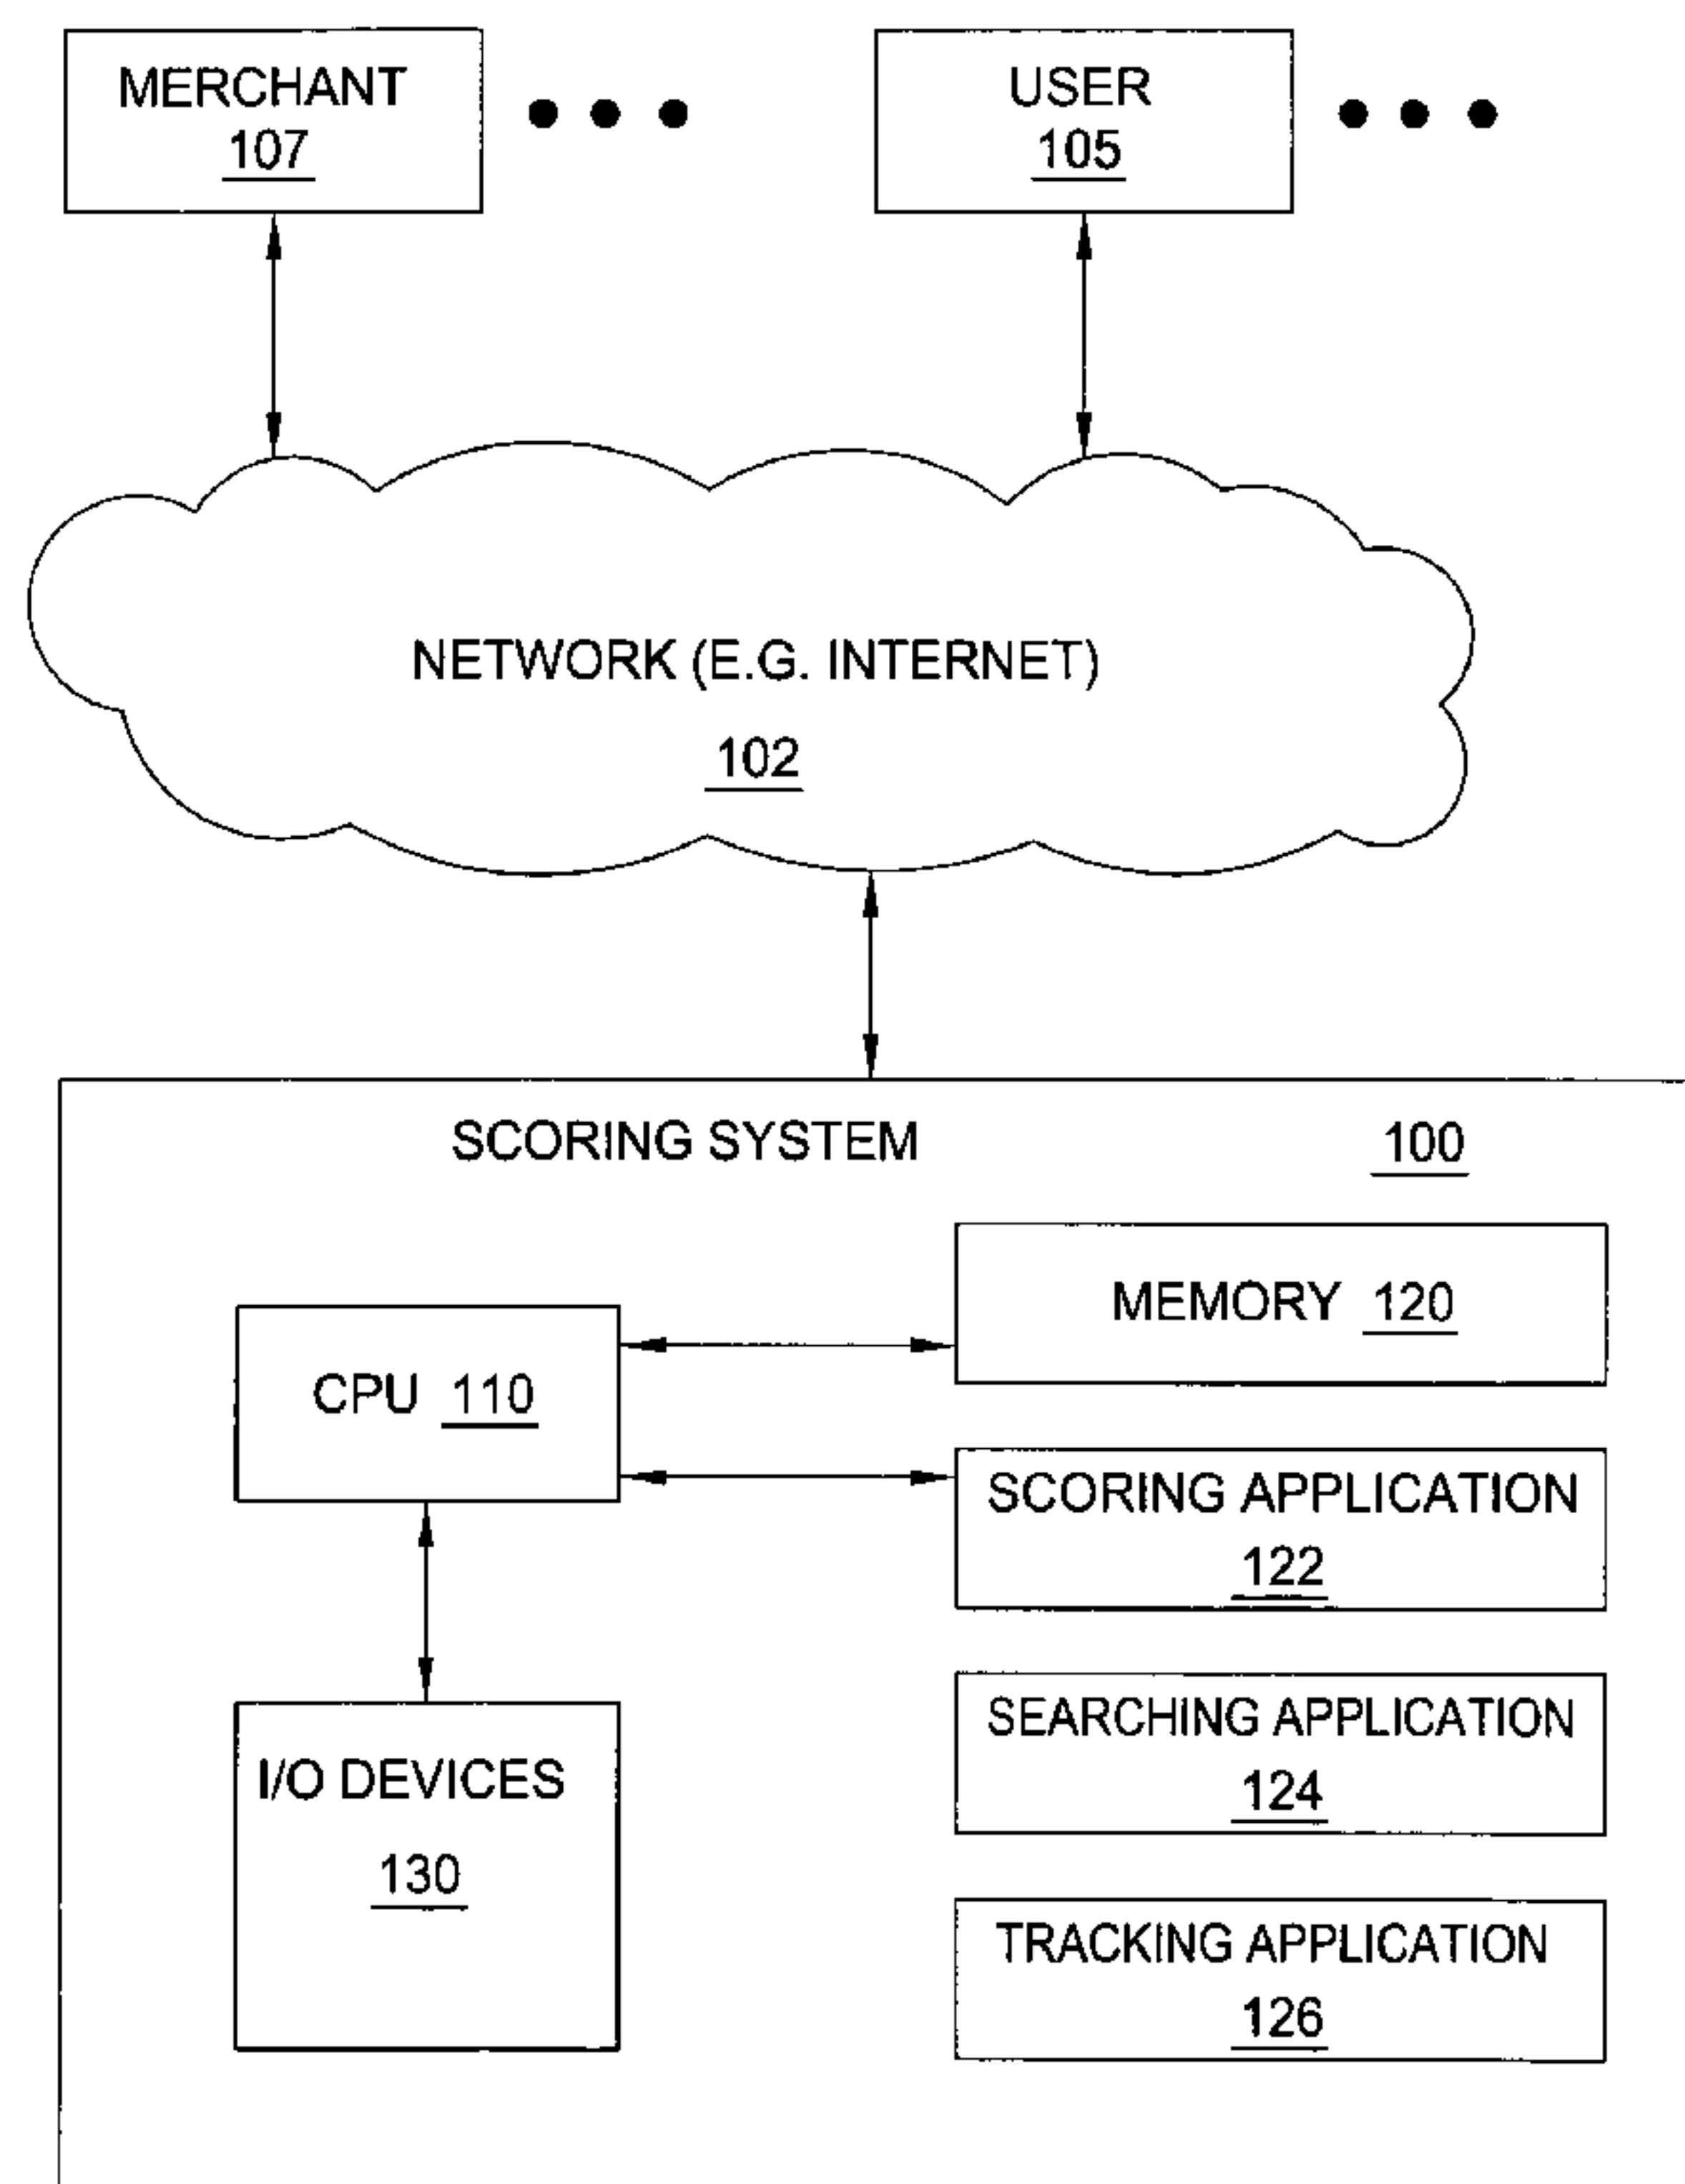 MERCHANT
107
USER
105
NETWORK (E.G. INTERNET)
102
SCORING SYSTEM 100
MEMORY 120
CPU 110
SCORING APPLICATION
122
SEARCHING APPLICATION
124
I/O DEVICES
130
TRACKING APPLICATION
126